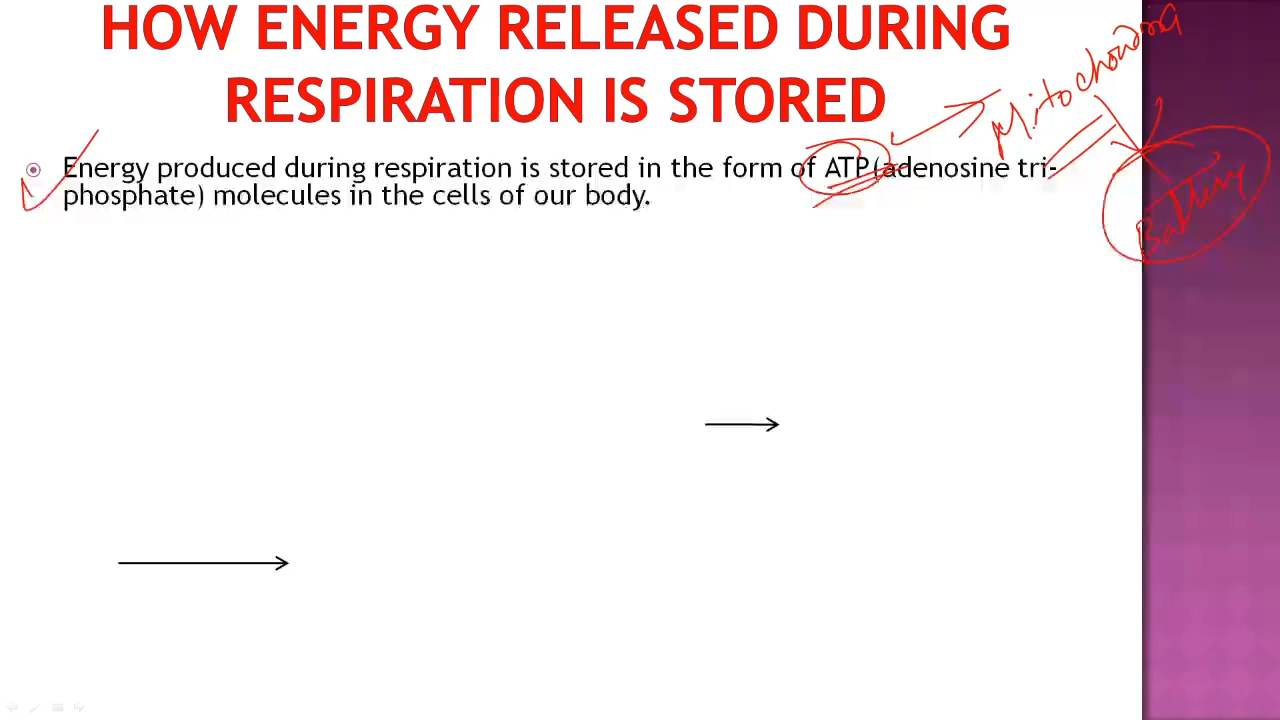 HOW ENERGY RELEASED DURING
RESPIRATION IS STORED
Energy produced during respiration is stored in the form of ATP(adenosine tri-
phosphate) molecules in the cells of our body.
Mitochondria
Battery